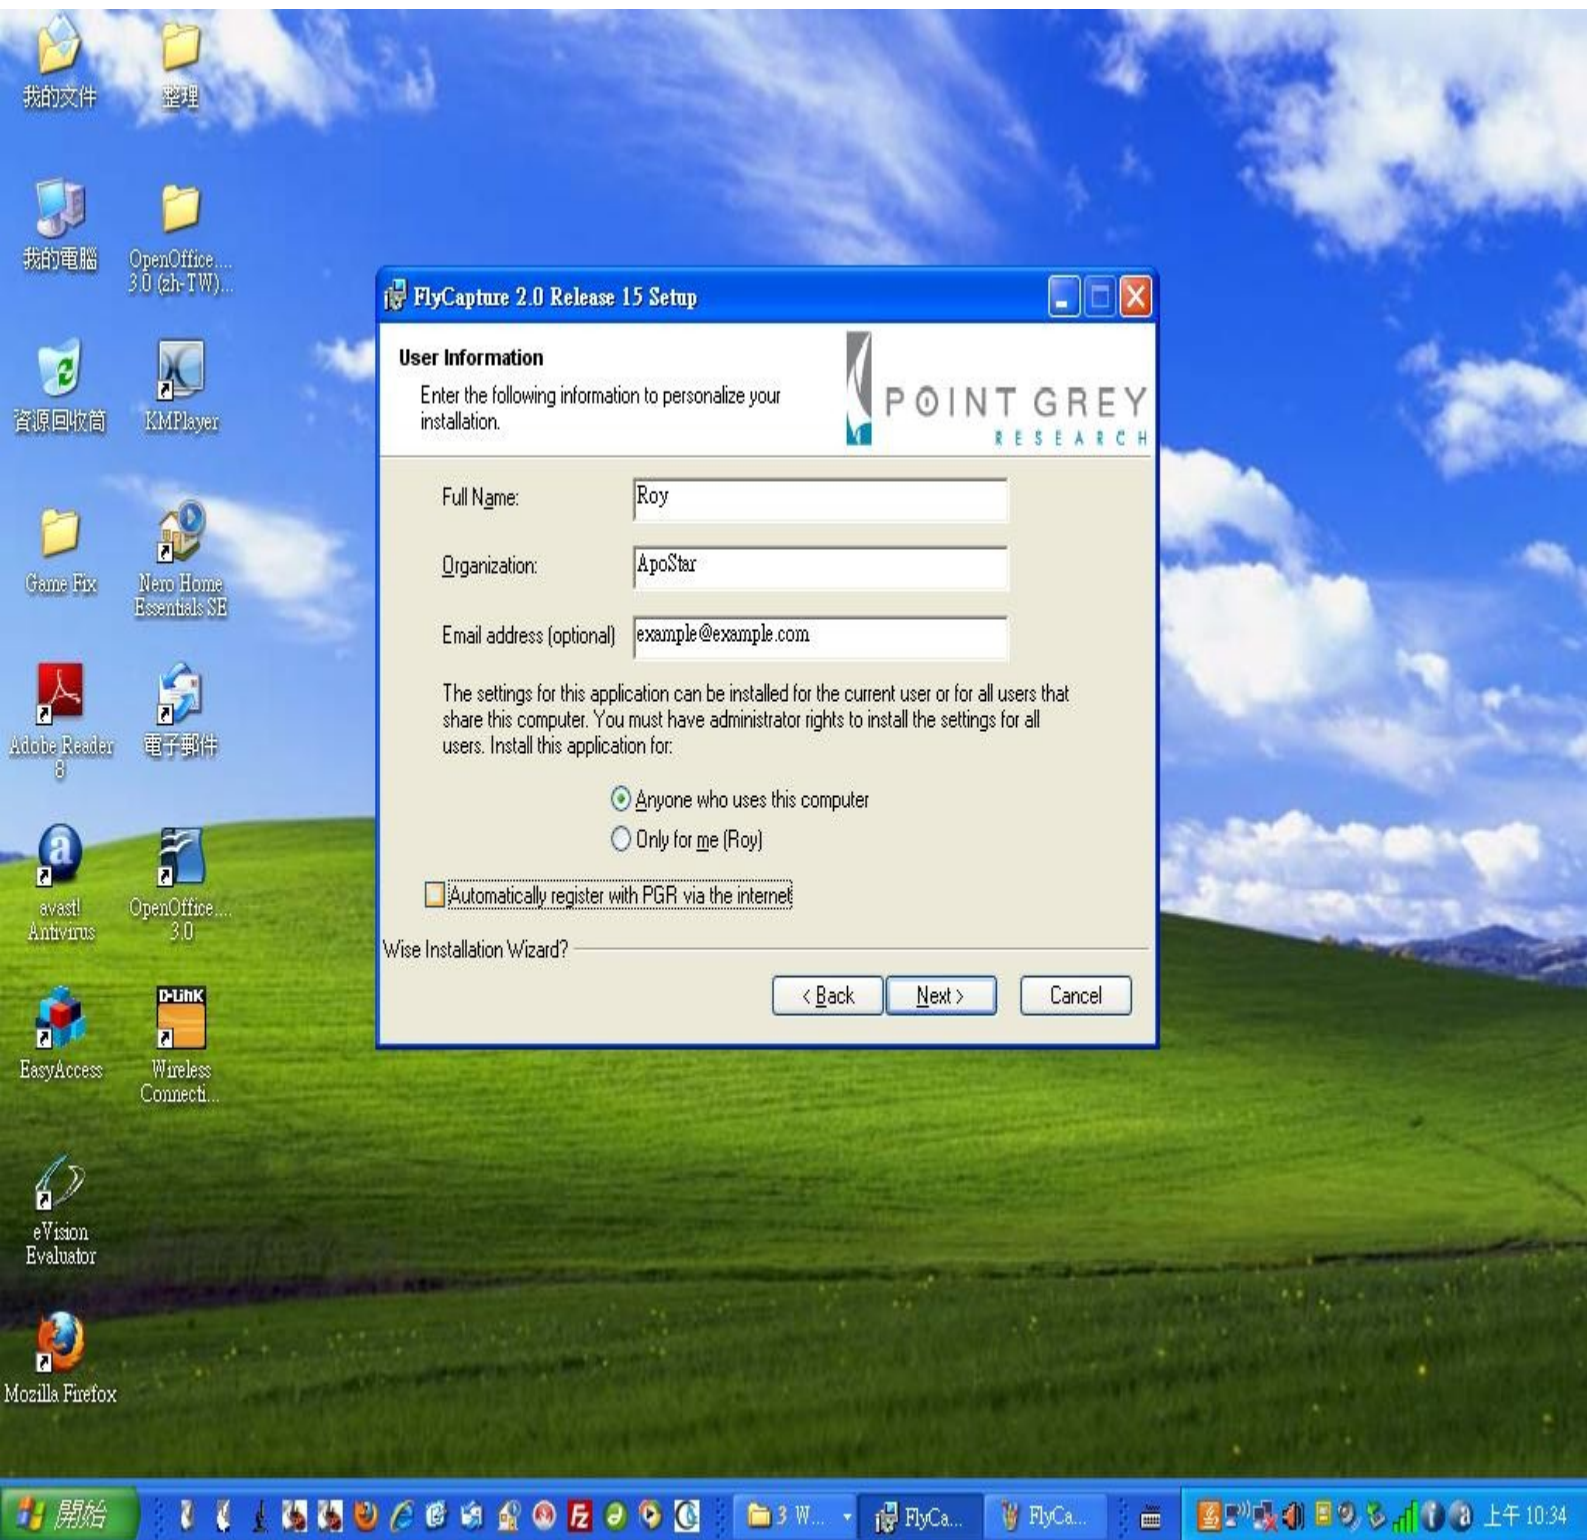 我的文件
整理
我的電腦
OpenOffice....
3.0 (zh-TW)...
資源回收筒
KMPlayer
Game Fix
Nero Home
Essentials SE
Adobe Reader
8
電子郵件
avast!
Antivirus
OpenOffice....
3.0
EasyAccess
D-Link
Wireless
Connecti...
eVision
Evaluator
Mozilla Firefox
FlyCapture 2.0 Release 15 Setup
User Information
Enter the following information to personalize your
installation.
POINT GREY
RESEARCH
Full Name:
Roy
Organization:
ApoStar
Email address (optional)
example@example.com
The settings for this application can be installed for the current user or for all users that
share this computer. You must have administrator rights to install the settings for all
users. Install this application for:
Anyone who uses this computer
Only for me (Roy)
Automatically register with PGR via the internet
Wise Installation Wizard?
< Back
Next >
Cancel
開始
3 W...
FlyCa...
FlyCa...
上午 10:34